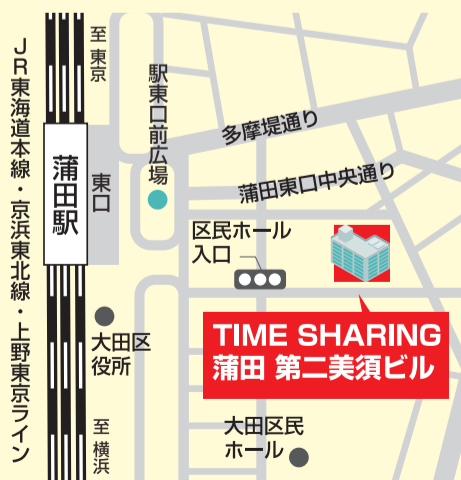 JR東海道本線・京浜東北線・上野東京ライン
至 東京
蒲田駅
東口
駅東口前広場
多摩堤通り
蒲田東口中央通り
区民ホール
入口
大田区
役所
TIME SHARING
蒲田 第二美須ビル
至 横浜
大田区民
ホール